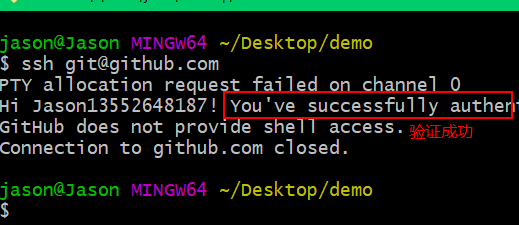 jason@Jason MINGW64 ~/Desktop/demo
$ ssh git@github.com
PTY allocation request failed on channel 0
Hi Jason13552648187! You've successfully authent
GitHub does not provide shell access. 验证成功
Connection to github.com closed.
jason@Jason MINGW64 ~/Desktop/demo
$